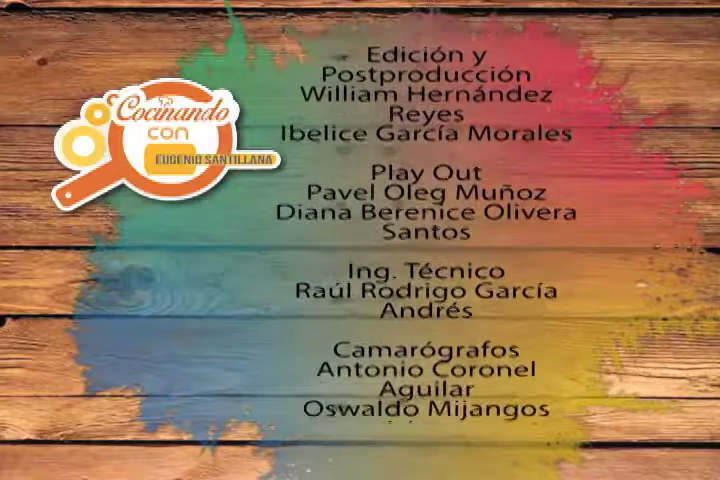 Cocinando
con
EUGENIO SANTILLANA
Edición y
Postproducción
William Hernández
Reyes
Ibelice García Morales
Play Out
Pavel Oleg Muñoz
Diana Berenice Olivera
Santos
Ing. Técnico
Raúl Rodrigo García
Andrés
Camarógrafos
Antonio Coronel
Aguilar
Oswaldo Mijangos